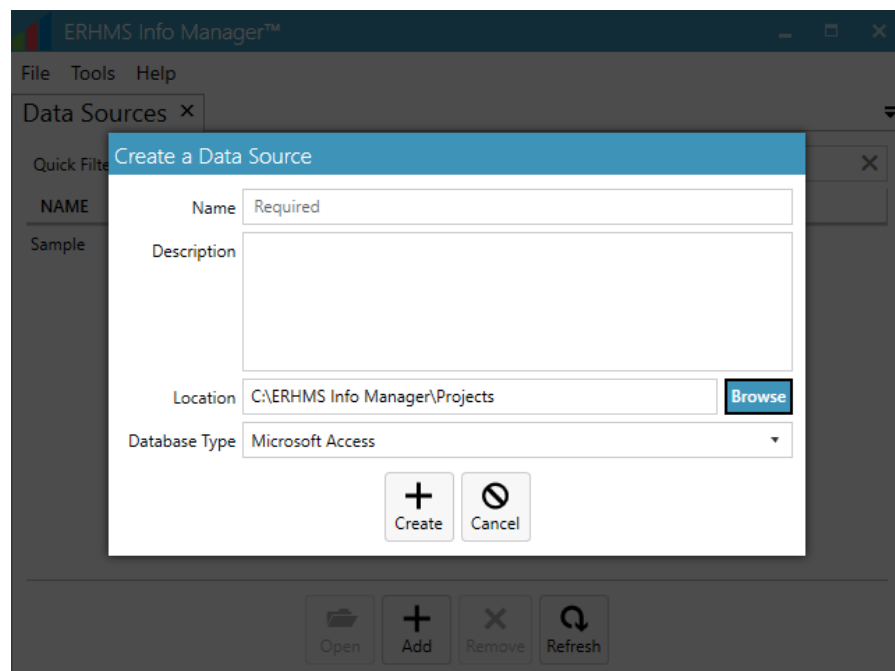 ERHMS Info Manager™
File Tools Help
Data Sources
Quick Filte
Create a Data Source
NAME
Name Required
Sample
Description
Location C:\ERHMS Info Manager\Projects Browse
Database Type Microsoft Access
Create Cancel
Open Add Remove Refresh